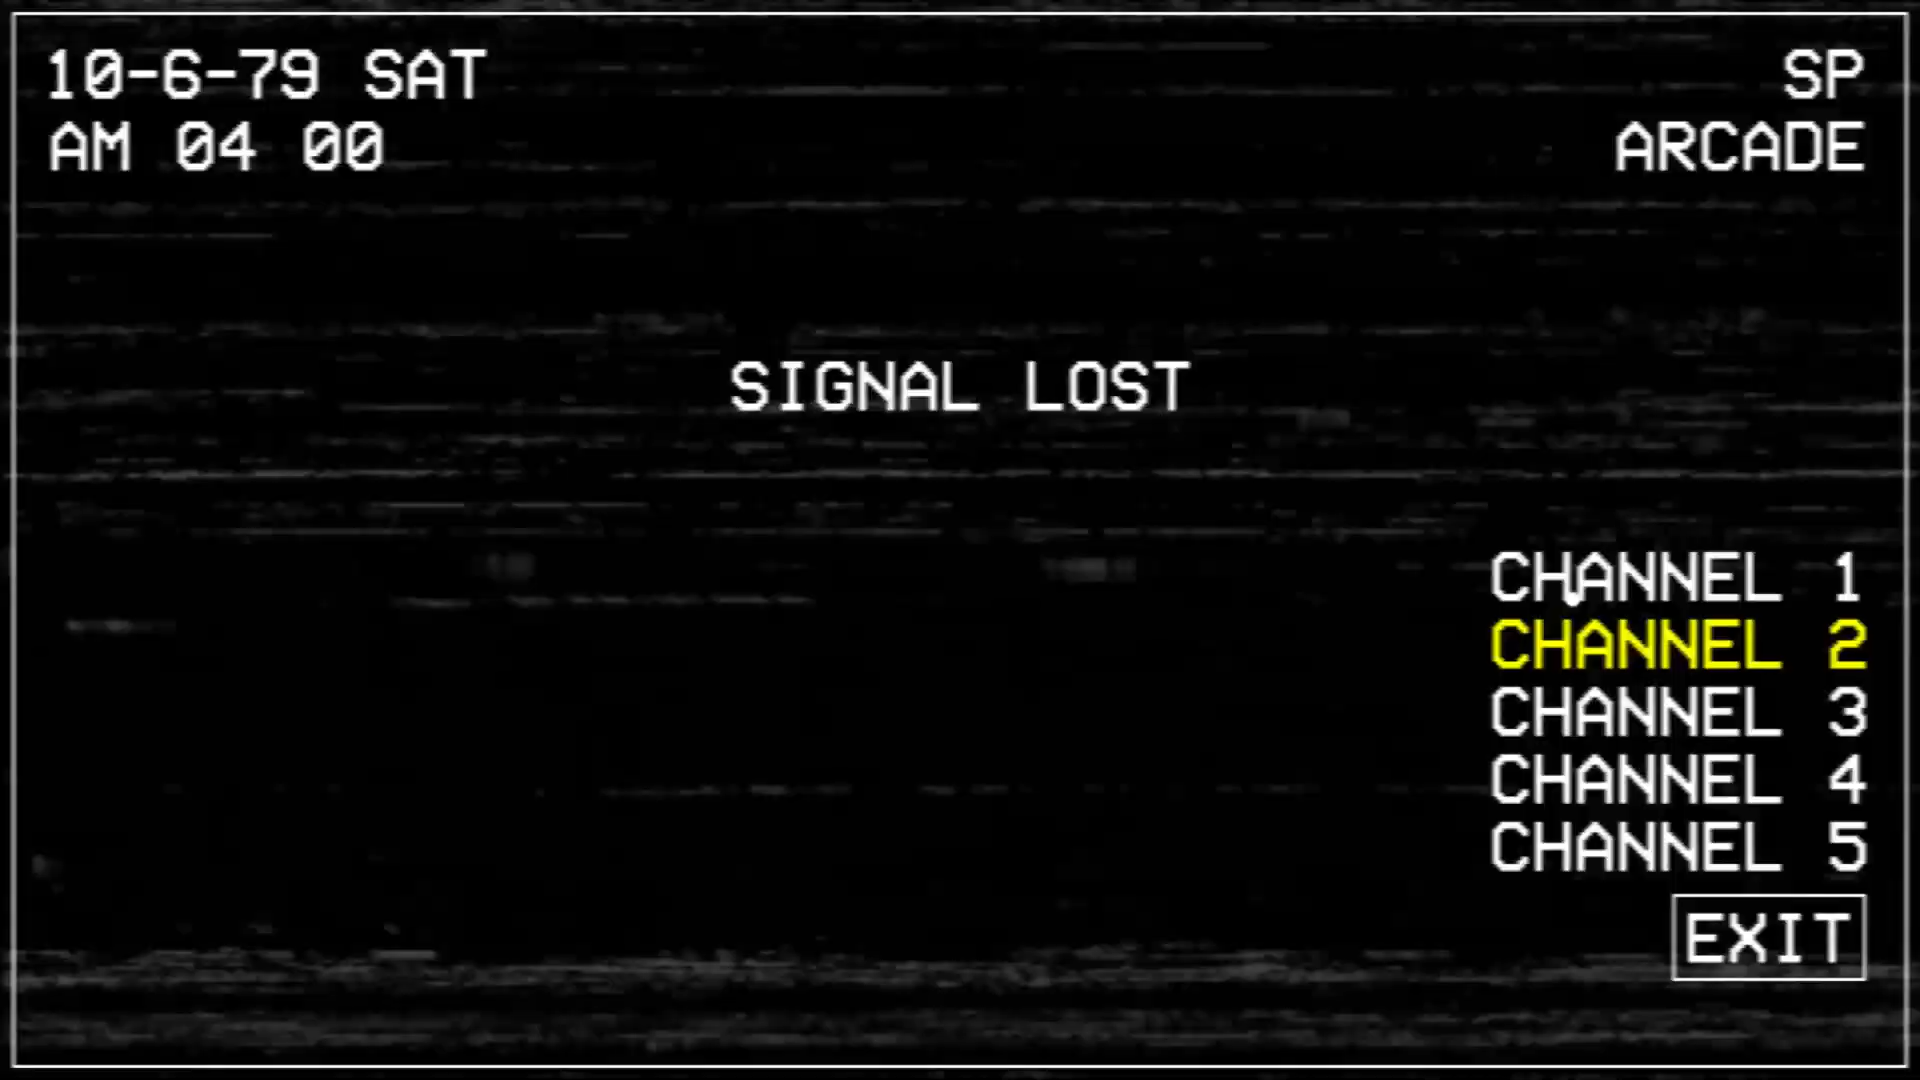 10-6-79 SAT
AM 04 00
SP
ARCADE
SIGNAL LOST
CHANNEL 1
CHANNEL 2
CHANNEL 3
CHANNEL 4
CHANNEL 5
EXIT